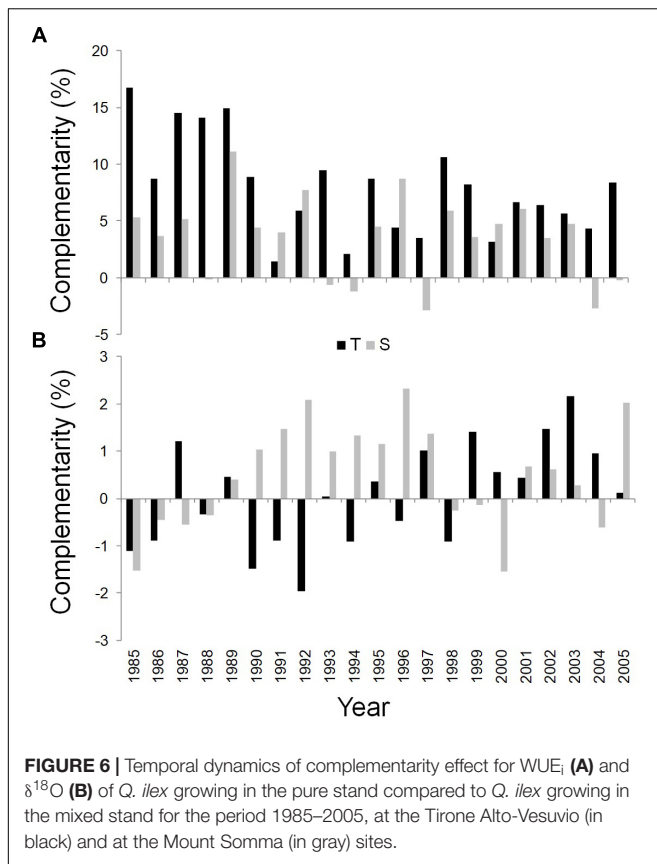 A
Complementarity (%)
20
15
10
5
0
-5
B
T S
Complementarity (%)
3
2
1
0
-1
-2
-3
1985 1986 1987 1988 1989 1990 1991 1992 1993 1994 1995 1996 1997 1998 1999 2000 2001 2002 2003 2004 2005
Year
FIGURE 6 | Temporal dynamics of complementarity effect for WUEi (A) and
δ18O (B) of Q. ilex growing in the pure stand compared to Q. ilex growing in
the mixed stand for the period 1985–2005, at the Tirone Alto-Vesuvio (in
black) and at the Mount Somma (in gray) sites.